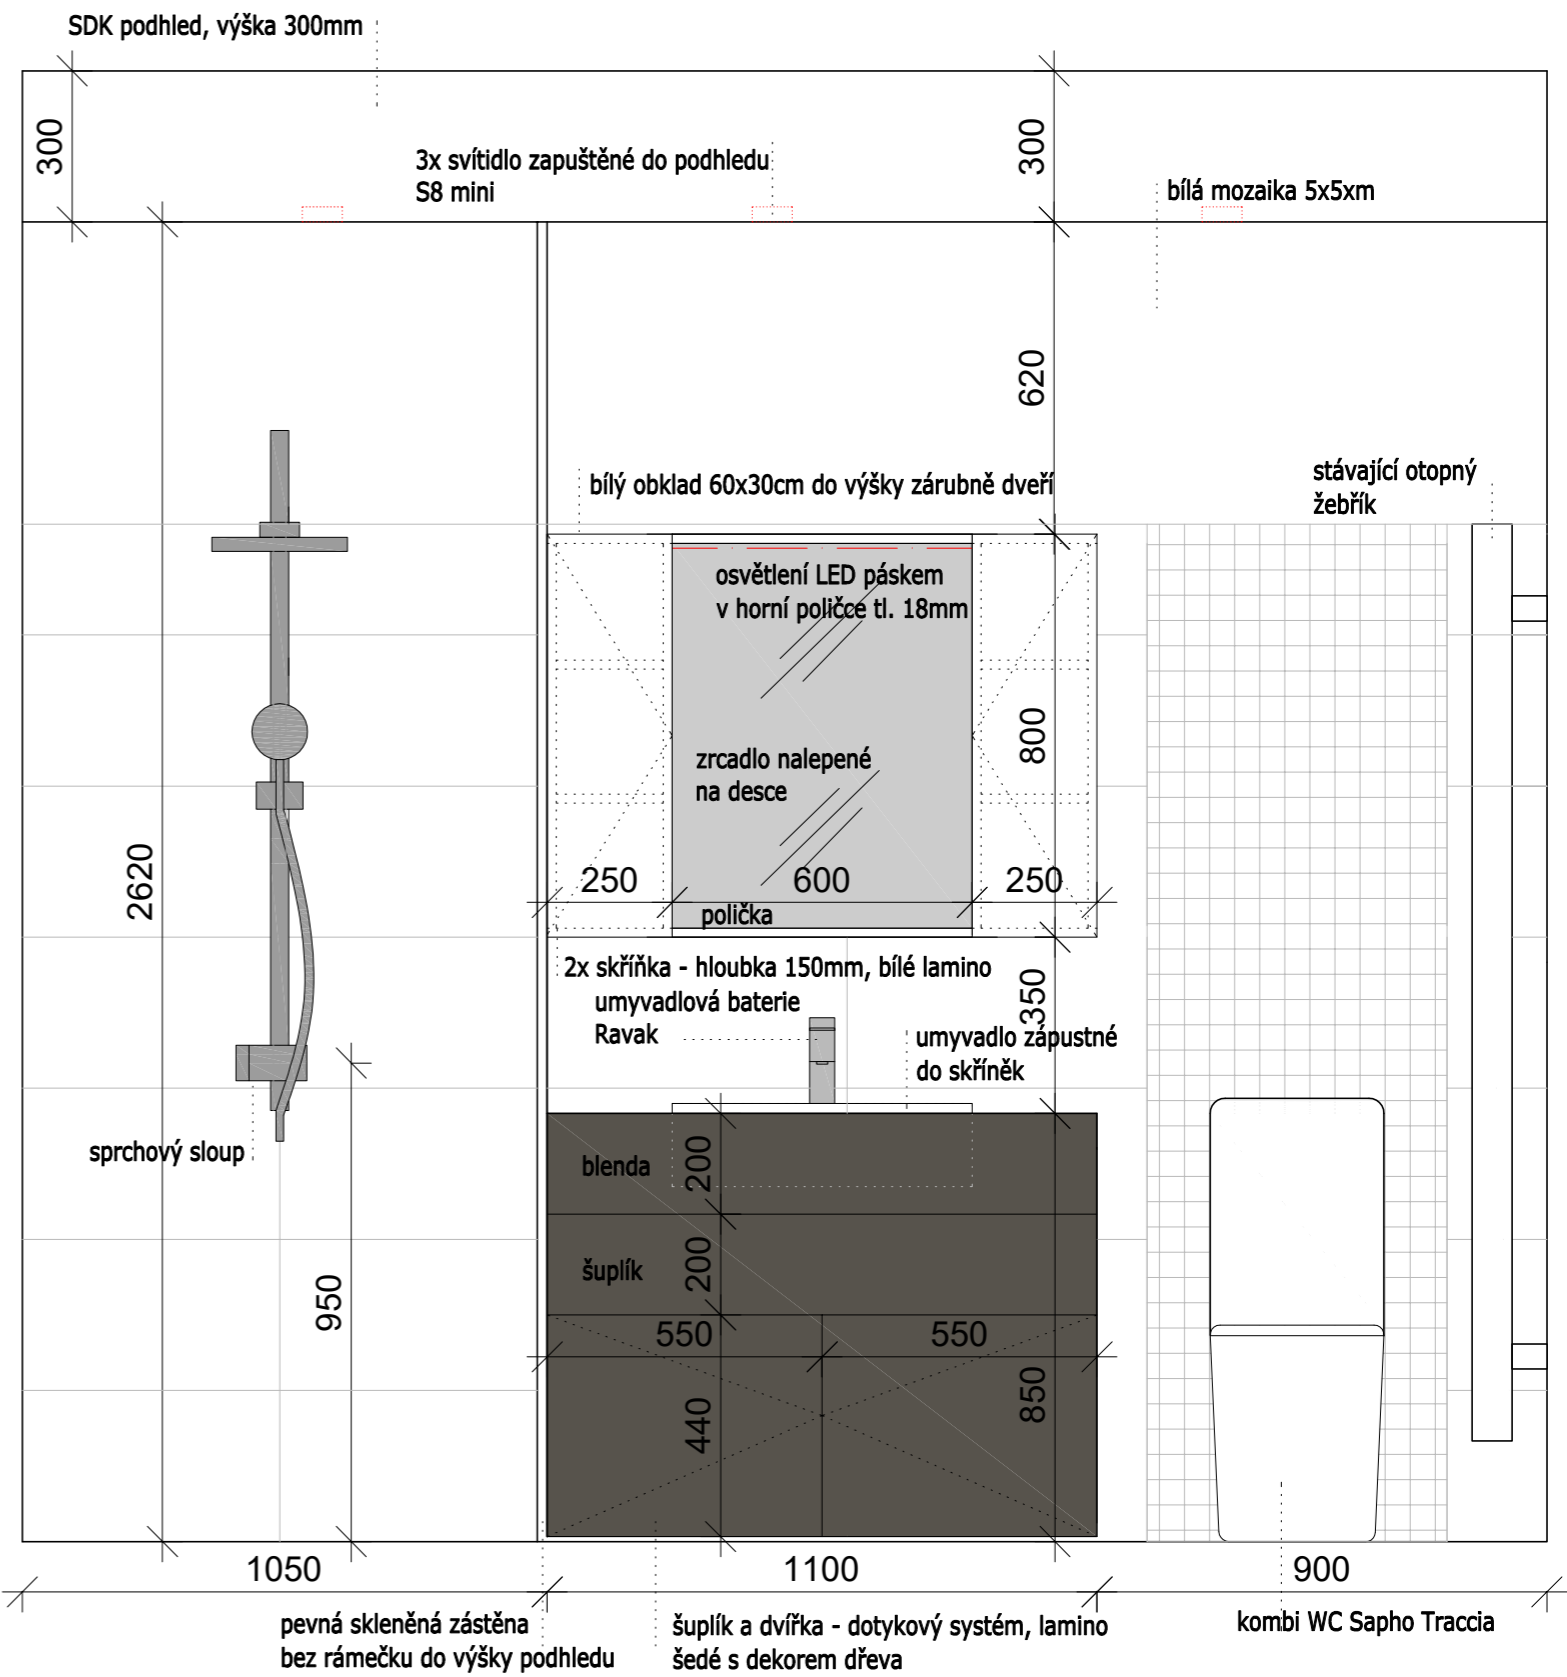 SDK podhled, výška 300mm
300
300
3x svítidlo zapuštěné do podhledu
S8 mini
bílá mozaika 5x5xm
620
bílý obklad 60x30cm do výšky zárubně dveří
stávající otopný
žebřík
osvětlení LED páskem
v horní poličce tl. 18mm
800
zrcadlo nalepené
na desce
2620
250
600
250
polička
2x skříňka - hloubka 150mm, bílé lamino
350
umyvadlová baterie
Ravak
umyvadlo zápustné
do skříněk
sprchový sloup
blenda
200
šuplík
200
950
550
550
440
850
1050
1100
900
pevná skleněná zástěna
bez rámečku do výšky podhledu
šuplík a dvířka - dotykový systém, lamino
šedé s dekorem dřeva
kombi WC Sapho Traccia